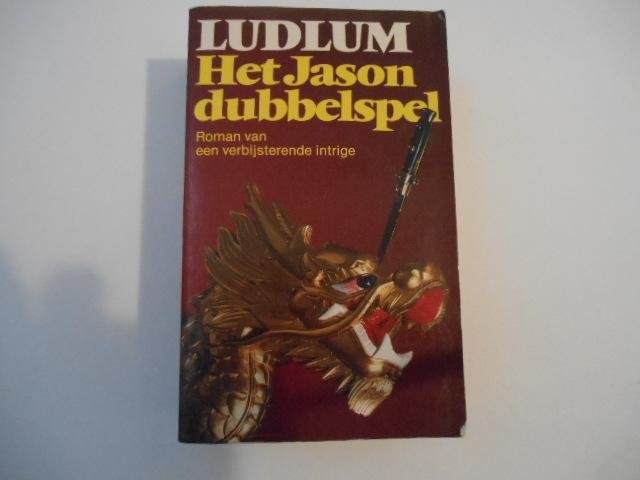 LUDLUM
Het Jason
dubbelspel
Roman van
een verbijsterende intrige